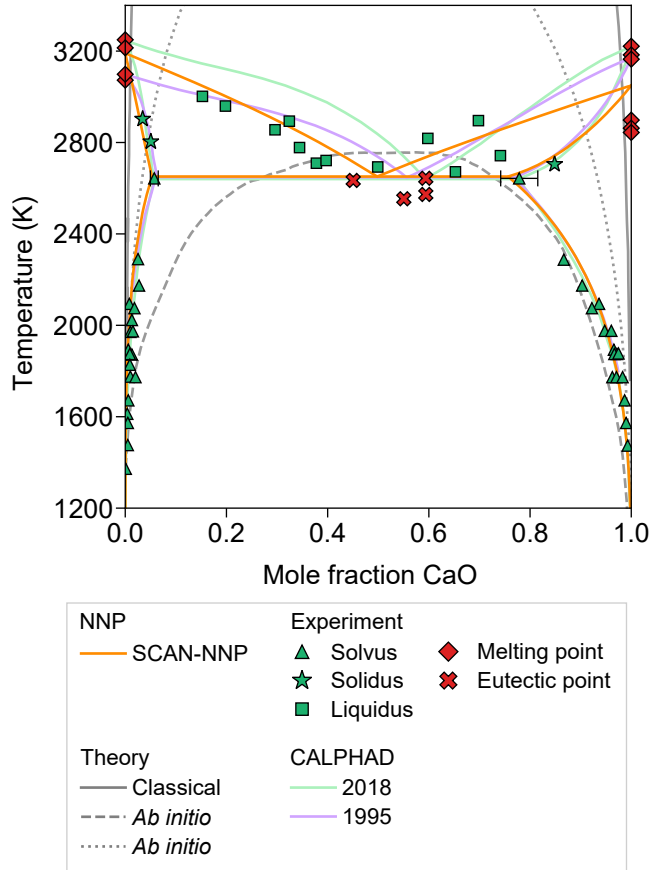 3200
2800
2400
2000
1600
1200
Temperature (K)
0.0 0.2 0.4 0.6 0.8 1.0
Mole fraction CaO
NNP
SCAN-NNP
Experiment
Solvus
Solidus
Liquidus
Melting point
Eutectic point
Theory
Classical
Ab initio
Ab initio
CALPHAD
2018
1995